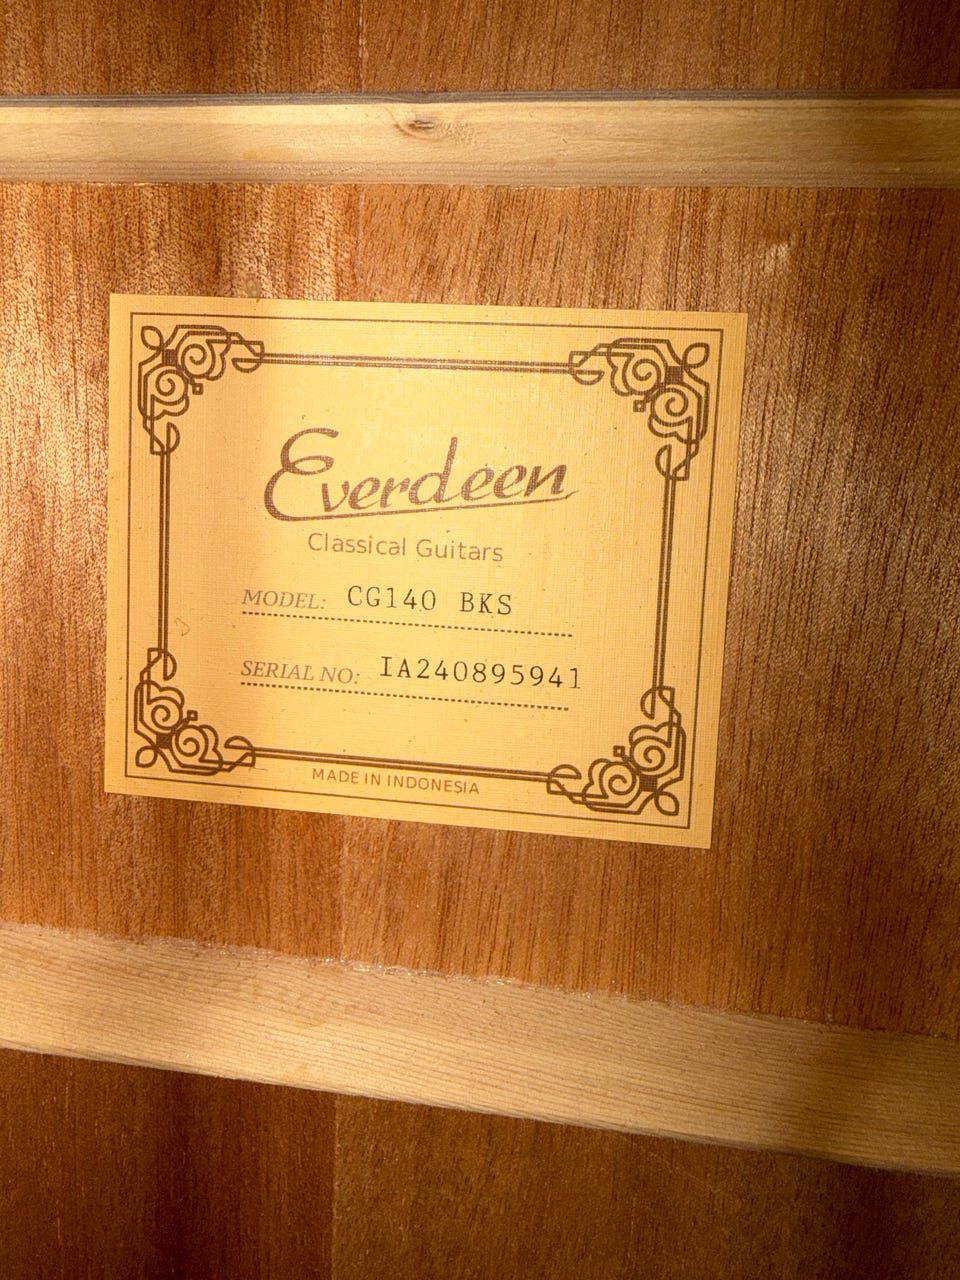 Everdeen
Classical Guitars
MODEL: CG140 BKS
SERIAL NO: IA240895941
MADE IN INDONESIA